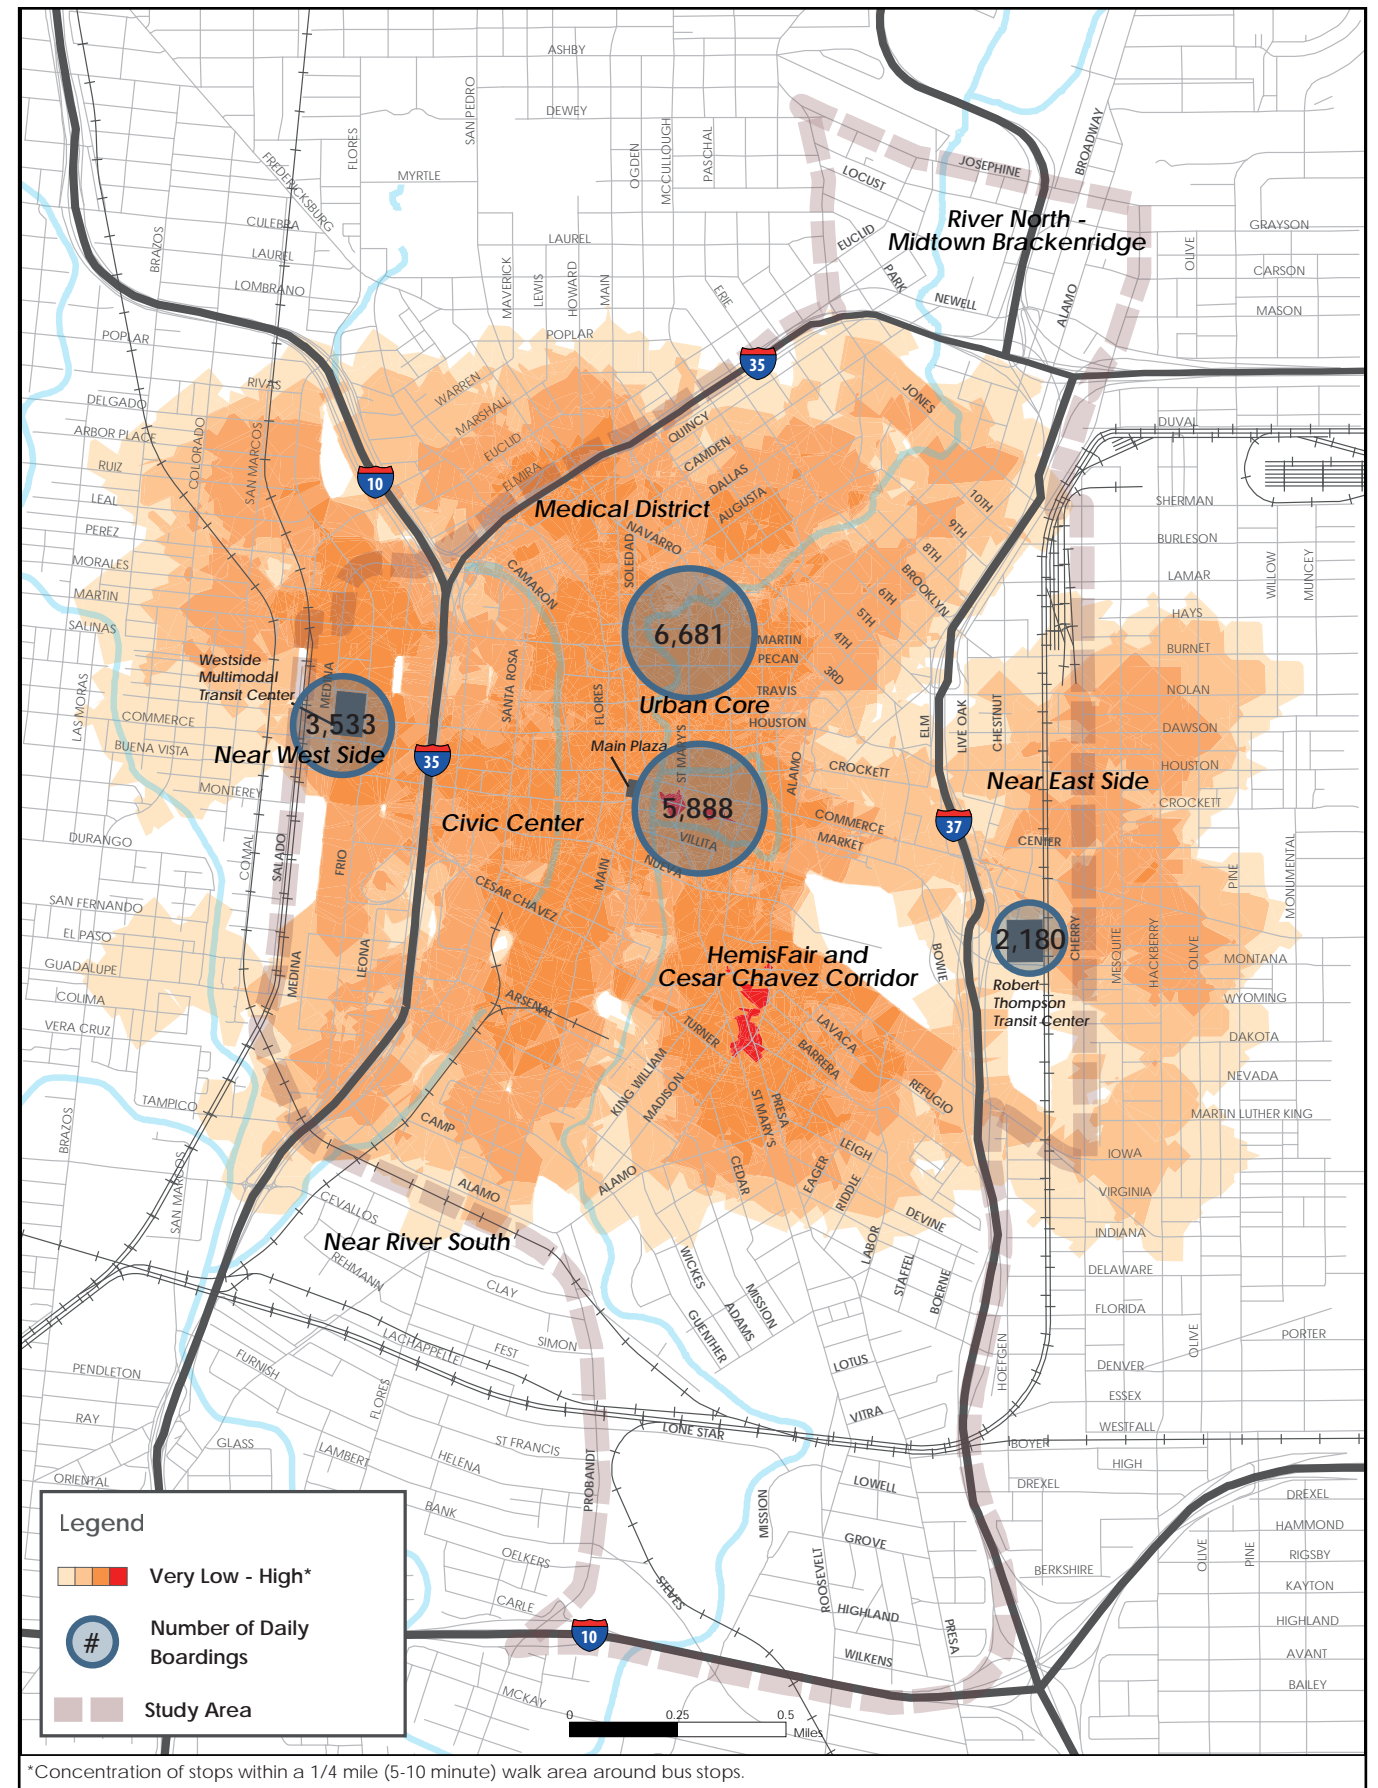 ASHBY
DEWEY
SAN PEDRO
FLORES
OGDEN
MCCULLOUGH
PASCHAL
BROADWAY
JOSEPHINE
LOCUST
MYRTLE
FREDERICKSBURG
CULEBRA
LAUREL
LAUREL
LOMBRANO
BRAZOS
River North -
Midtown Brackenridge
EUCLID
PARK
NEWELL
ALAMO
OLIVE
GRAYSON
CARSON
MASON
MAVERICK
LEWIS
HOWARD
MAIN
ERIE
POPLAR
POPLAR
35
RIVAS
DELGADO
ARBOR PLACE
RUIZ
LEAL
PEREZ
MORALES
MARTIN
SALINAS
COLORADO
SAN MARCOS
10
WARREN
MARSHALL
EUCLID
ELMIRA
QUINCY
CAMDEN
DALLAS
AUGUSTA
JONES
DUVAL
Medical District
NAVARRO
SOLEDAD
CAMARON
10TH
9TH
8TH
BROOKLYN
6TH
5TH
4TH
3RD
SHERMAN
BURLESON
LAMAR
WILLOW
MUNCEY
HAYS
BURNET
NOLAN
DAWSON
HOUSTON
CROCKETT
6,681
MARTIN
PECAN
TRAVIS
HOUSTON
Urban Core
Westside
Multimodal
Transit Center
MEDINA
3,533
Near West Side
SANTA ROSA
FLORES
LAS MORAS
COMMERCE
BUENA VISTA
MONTEREY
35
Main Plaza
ST MARY'S
5,888
VILLITA
NUEVA
ALAMO
CROCKETT
COMMERCE
MARKET
ELM
LIVE OAK
CHESTNUT
Near East Side
37
CENTER
Civic Center
DURANGO
COMAL
SALADO
FRIO
MAIN
CESAR CHAVEZ
PINE
MONUMENTAL
SAN FERNANDO
EL PASO
GUADALUPE
COLIMA
VERA CRUZ
MEDINA
LEONA
ARSENAL
HemisFair and
Cesar Chavez Corridor
BOWIE
2,180
Robert
Thompson
Transit Center
CHERRY
MESQUITE
HACKBERRY
OLIVE
MONTANA
WYOMING
DAKOTA
NEVADA
MARTIN LUTHER KING
IOWA
VIRGINIA
INDIANA
DELAWARE
FLORIDA
PORTER
OLIVE
DENVER
ESSEX
WESTFALL
TURNER
LAVACA
BARRERA
REFUGIO
KING WILLIAM
MADISON
ST MARY'S
PRESA
LEIGH
EAGER
RIDDLE
CEDAR
ALAMO
TAMPICO
BRAZOS
SAN MARCOS
CAMP
ALAMO
CEVALLOS
Near River South
REHMANN
CLAY
SIMON
FEST
LACHAPPELLE
FURNISH
FLORES
PENDLETON
RAY
GLASS
ORIENTAL
DEVINE
LABOR
STAFFEL
BOERNE
WICKES
MISSION
ADAMS
GUENTHER
LOTUS
VITRA
HOEFGEN
BOYER
HIGH
DREXEL
DREXEL
HAMMOND
RIGSBY
KAYTON
HIGHLAND
AVANT
BAILEY
OLIVE
PINE
BERKSHIRE
LONE STAR
ST FRANCIS
HELENA
LAMBERT
BANK
OELKERS
CARLE
PROBANDT
MISSION
LOWELL
GROVE
ROOSEVELT
HIGHLAND
WILKENS
PRESA
STEVES
10
MCKAY
0
0.25
0.5
Miles
Legend
Very Low - High*
# Number of Daily
Boardings
Study Area
*Concentration of stops within a 1/4 mile (5-10 minute) walk area around bus stops.